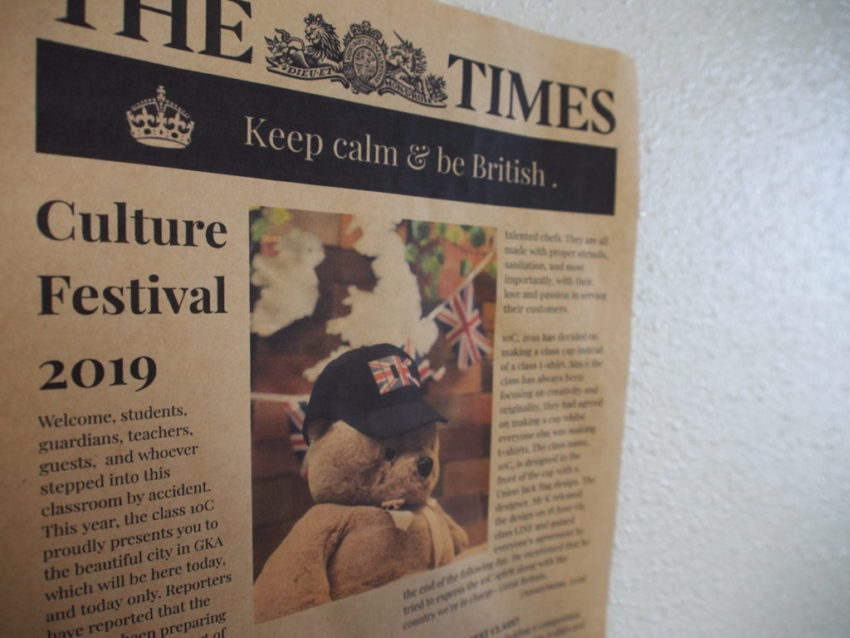 THE TIMES
DIEU ET
Keep calm & be British .
Culture
Festival
2019
Welcome, students,
guardians, teachers,
guests, and whoever
stepped into this
classroom by accident.
This year, the class 10C
proudly presents you to
the beautiful city in GKA
which will be here today,
and today only. Reporters
have reported that the
been preparing
of
talented chefs. They are all
made with proper utensils,
sanitation, and most
importantly, with their
love and passion in serving
their customers.
10C, 2019 has decided on
making a class cap instead
of a class t-shirt. Since the
class has always been
focusing on creativity and
originality, they had agreed
on making a cap whilst
everyone else was making
t-shirts. The class name,
10C, is designed in the
front of the cap with a
Union Jack flag design. The
designer, Mr K released
the design on 16 June via
class LINE and gained
everyone's agreement by
the end of the following day. He mentioned that he
tried to express the 10C spirit along with the
country we're in charge- Great Britain.